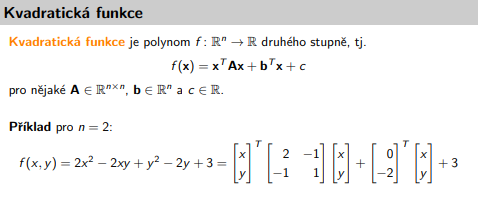 Kvadratická funkce
Kvadratická funkce je polynom f : ℝⁿ → ℝ druhého stupně, tj.
f(x) = xᵀAx + bᵀx + c
pro nějaké A ∈ ℝⁿˣⁿ, b ∈ ℝⁿ a c ∈ ℝ.
Příklad pro n = 2:
f(x, y) = 2x² − 2xy + y² − 2y + 3 = [x; y]ᵀ [2 −1; −1 1] [x; y] + [0; −2]ᵀ [x; y] + 3